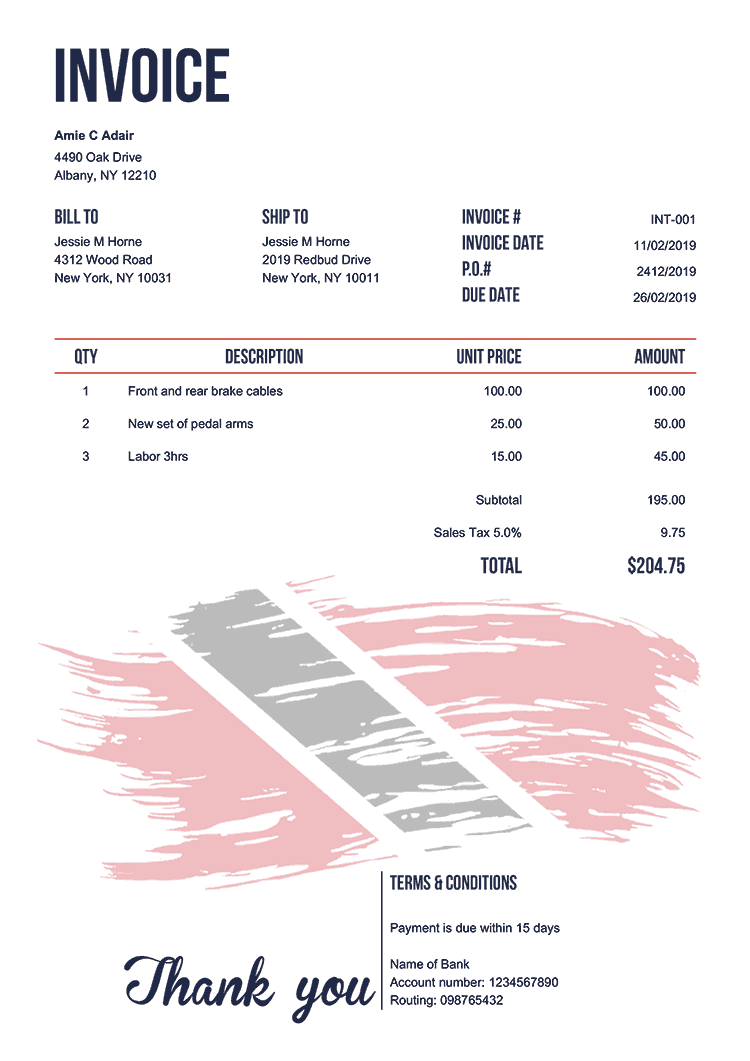 INVOICE
Amie C Adair
4490 Oak Drive
Albany, NY 12210
BILL TO
Jessie M Horne
4312 Wood Road
New York, NY 10031
SHIP TO
Jessie M Horne
2019 Redbud Drive
New York, NY 10011
INVOICE # INT-001
INVOICE DATE 11/02/2019
P.O.# 2412/2019
DUE DATE 26/02/2019
QTY DESCRIPTION UNIT PRICE AMOUNT
1 Front and rear brake cables 100.00 100.00
2 New set of pedal arms 25.00 50.00
3 Labor 3hrs 15.00 45.00
Subtotal 195.00
Sales Tax 5.0% 9.75
TOTAL $204.75
TERMS & CONDITIONS
Payment is due within 15 days
Name of Bank
Account number: 1234567890
Routing: 098765432
Thank you